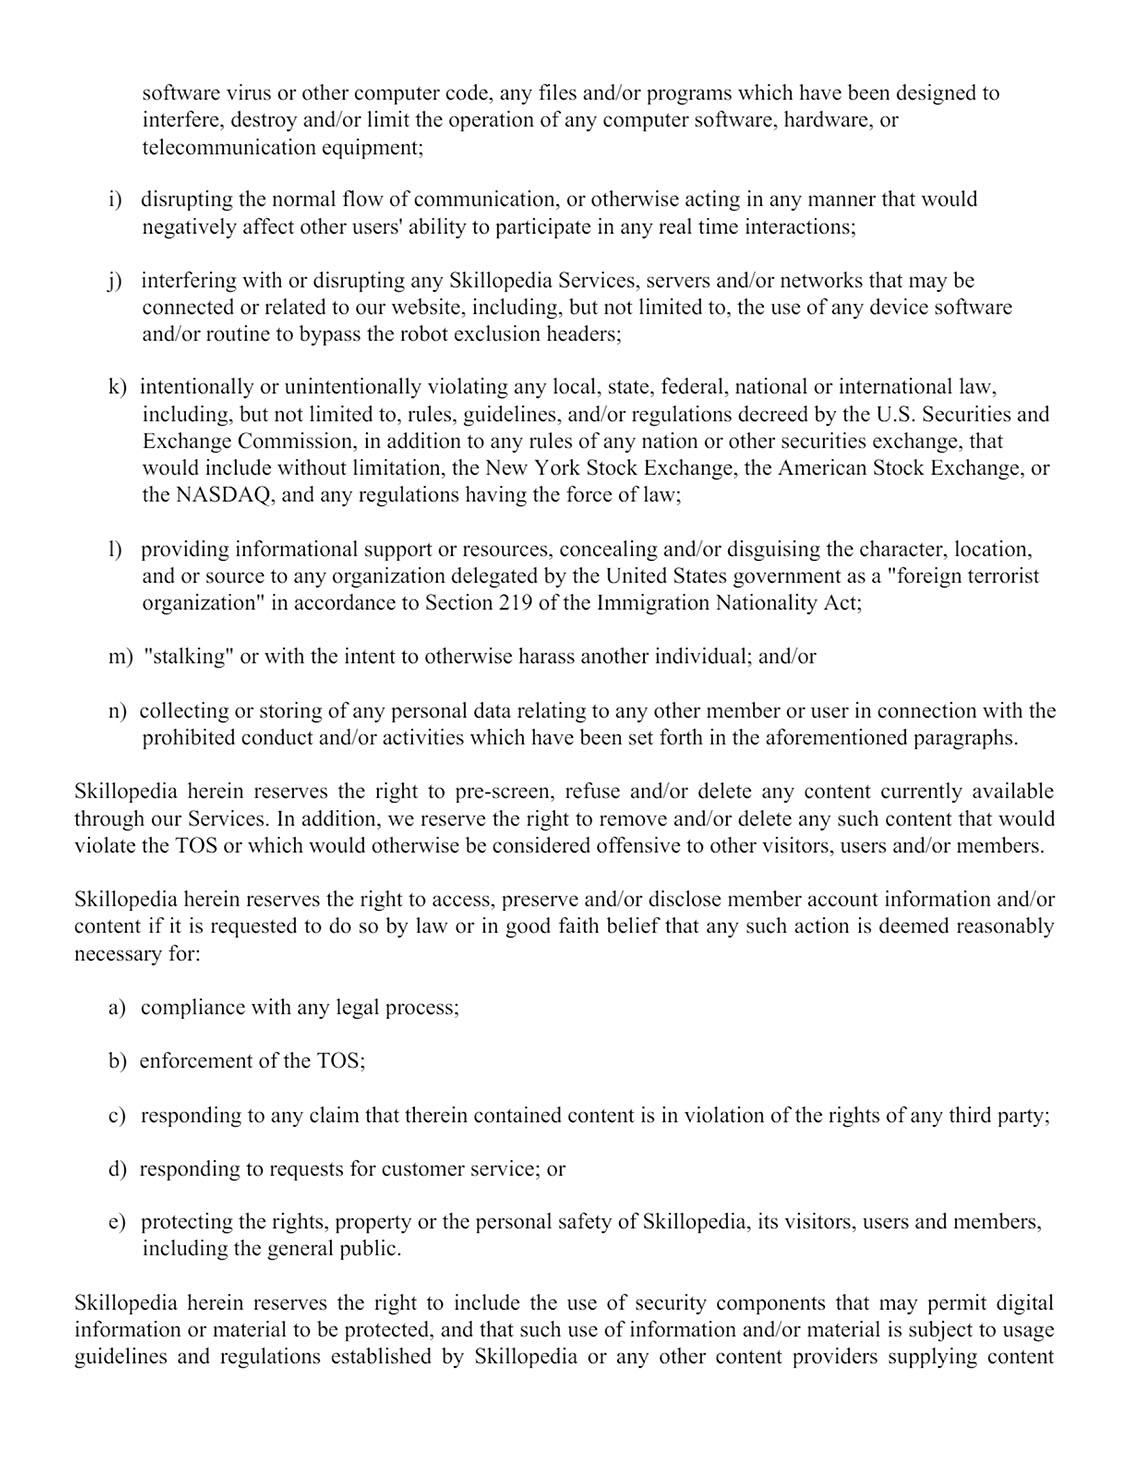 software virus or other computer code, any files and/or programs which have been designed to
interfere, destroy and/or limit the operation of any computer software, hardware, or
telecommunication equipment;
i) disrupting the normal flow of communication, or otherwise acting in any manner that would
negatively affect other users' ability to participate in any real time interactions;
j) interfering with or disrupting any Skillopedia Services, servers and/or networks that may be
connected or related to our website, including, but not limited to, the use of any device software
and/or routine to bypass the robot exclusion headers;
k) intentionally or unintentionally violating any local, state, federal, national or international law,
including, but not limited to, rules, guidelines, and/or regulations decreed by the U.S. Securities and
Exchange Commission, in addition to any rules of any nation or other securities exchange, that
would include without limitation, the New York Stock Exchange, the American Stock Exchange, or
the NASDAQ, and any regulations having the force of law;
l) providing informational support or resources, concealing and/or disguising the character, location,
and or source to any organization delegated by the United States government as a "foreign terrorist
organization" in accordance to Section 219 of the Immigration Nationality Act;
m) "stalking" or with the intent to otherwise harass another individual; and/or
n) collecting or storing of any personal data relating to any other member or user in connection with the
prohibited conduct and/or activities which have been set forth in the aforementioned paragraphs.
Skillopedia herein reserves the right to pre-screen, refuse and/or delete any content currently available
through our Services. In addition, we reserve the right to remove and/or delete any such content that would
violate the TOS or which would otherwise be considered offensive to other visitors, users and/or members.
Skillopedia herein reserves the right to access, preserve and/or disclose member account information and/or
content if it is requested to do so by law or in good faith belief that any such action is deemed reasonably
necessary for:
a) compliance with any legal process;
b) enforcement of the TOS;
c) responding to any claim that therein contained content is in violation of the rights of any third party;
d) responding to requests for customer service; or
e) protecting the rights, property or the personal safety of Skillopedia, its visitors, users and members,
including the general public.
Skillopedia herein reserves the right to include the use of security components that may permit digital
information or material to be protected, and that such use of information and/or material is subject to usage
guidelines and regulations established by Skillopedia or any other content providers supplying content